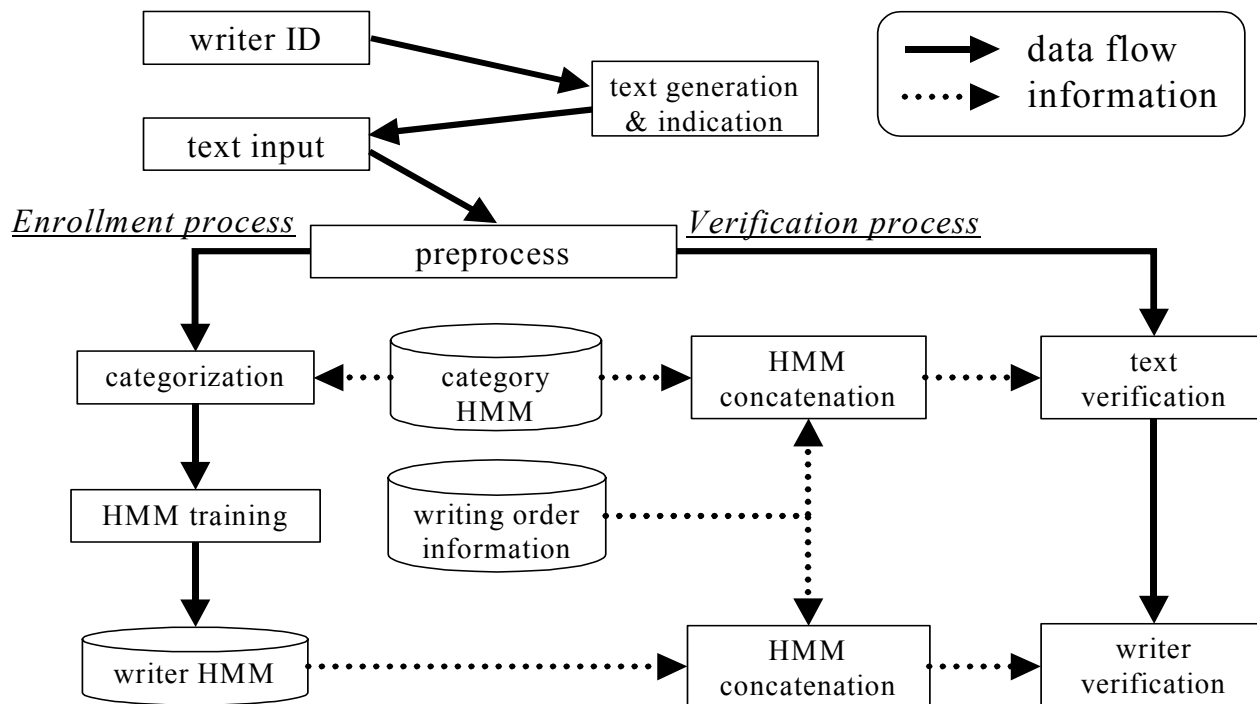 writer ID
data flow
information
text generation
& indication
text input
Enrollment process
Verification process
preprocess
categorization
category
HMM
HMM
concatenation
text
verification
HMM training
writing order
information
writer HMM
HMM
concatenation
writer
verification